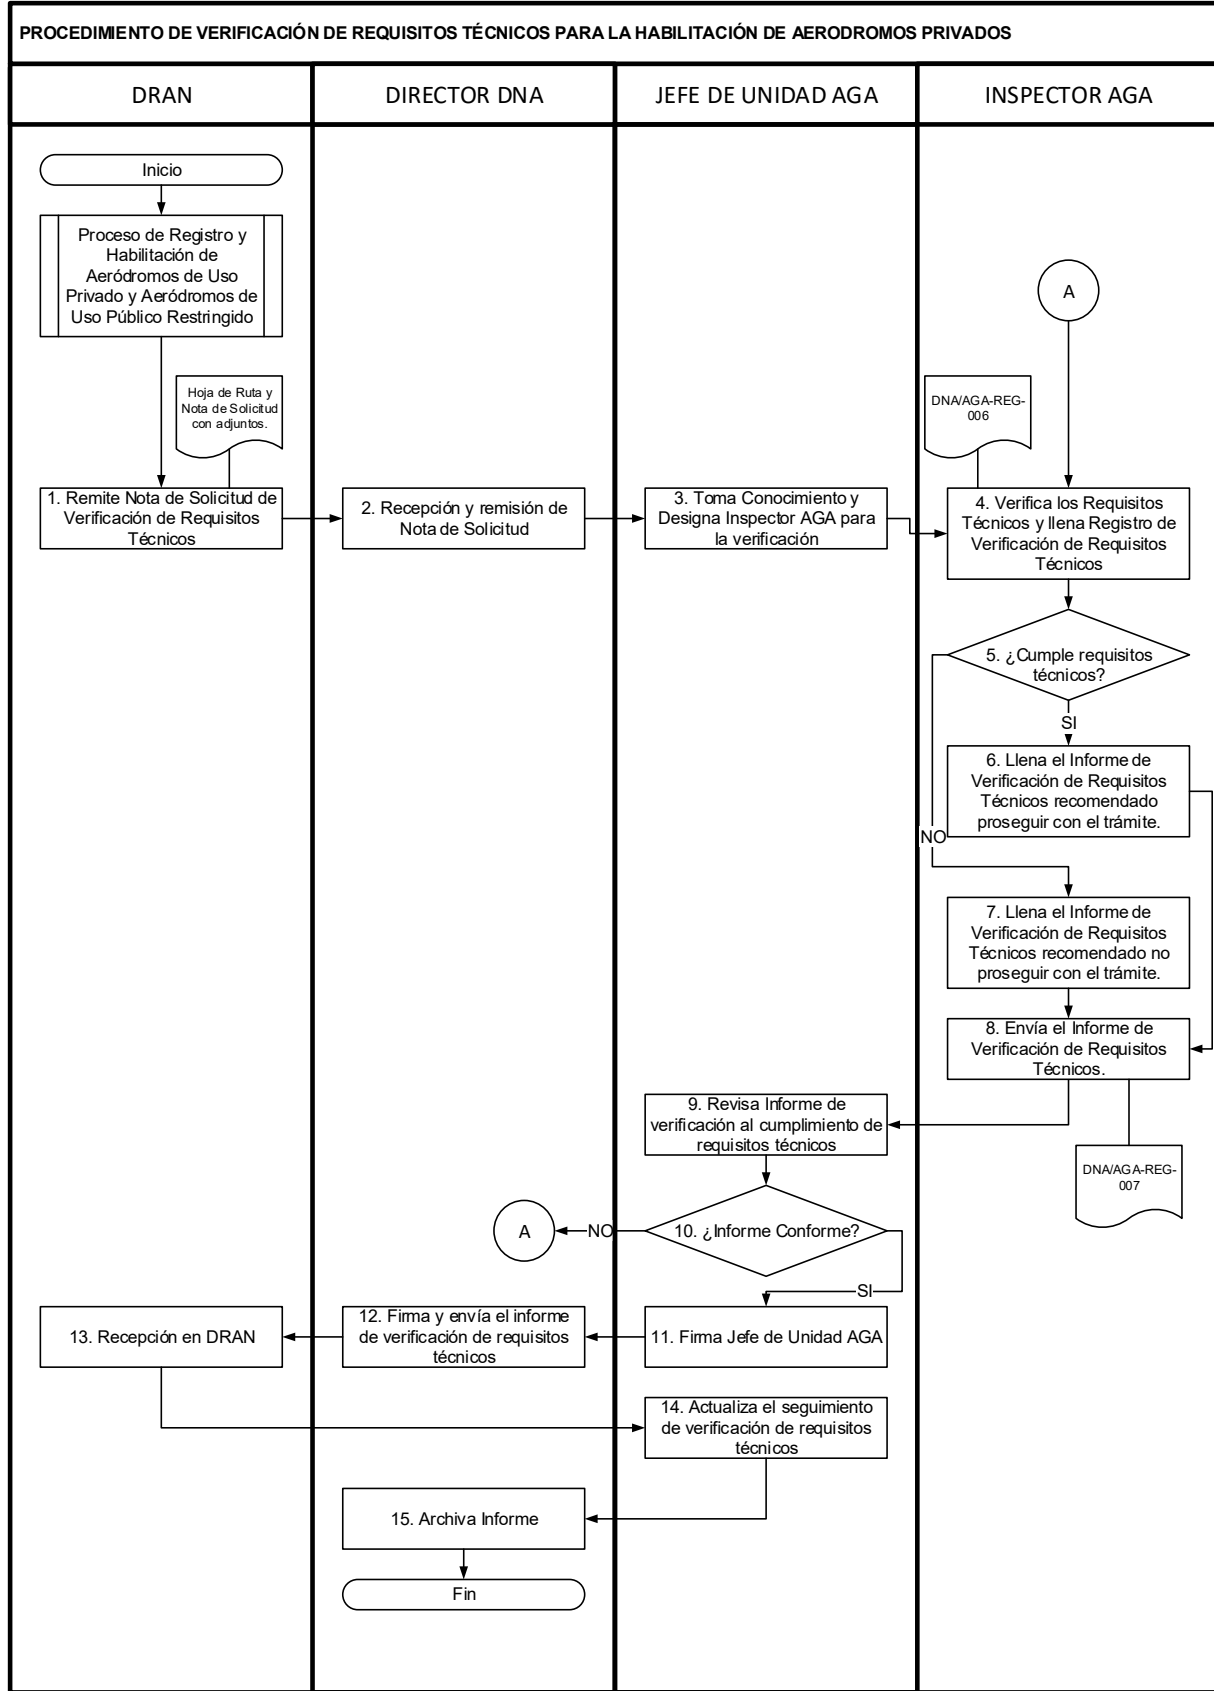 PROCEDIMIENTO DE VERIFICACIÓN DE REQUISITOS TÉCNICOS PARA LA HABILITACIÓN DE AERODROMOS PRIVADOS
DRAN
DIRECTOR DNA
JEFE DE UNIDAD AGA
INSPECTOR AGA
Inicio
Proceso de Registro y
Habilitación de
Aeródromos de Uso
Privado y Aeródromos de
Uso Público Restringido
A
Hoja de Ruta y
Nota de Solicitud
con adjuntos.
DNA/AGA-REG-
006
1. Remite Nota de Solicitud de
Verificación de Requisitos
Técnicos
2. Recepción y remisión de
Nota de Solicitud
3. Toma Conocimiento y
Designa Inspector AGA para
la verificación
4. Verifica los Requisitos
Técnicos y llena Registro de
Verificación de Requisitos
Técnicos
5. ¿Cumple requisitos
técnicos?
SI
6. Llena el Informe de
Verificación de Requisitos
Técnicos recomendado
proseguir con el trámite.
NO
7. Llena el Informe de
Verificación de Requisitos
Técnicos recomendado no
proseguir con el trámite.
8. Envía el Informe de
Verificación de Requisitos
Técnicos.
9. Revisa Informe de
verificación al cumplimiento de
requisitos técnicos
DNA/AGA-REG-
007
A
NO
10. ¿Informe Conforme?
SI
13. Recepción en DRAN
12. Firma y envía el informe
de verificación de requisitos
técnicos
11. Firma Jefe de Unidad AGA
14. Actualiza el seguimiento
de verificación de requisitos
técnicos
15. Archiva Informe
Fin